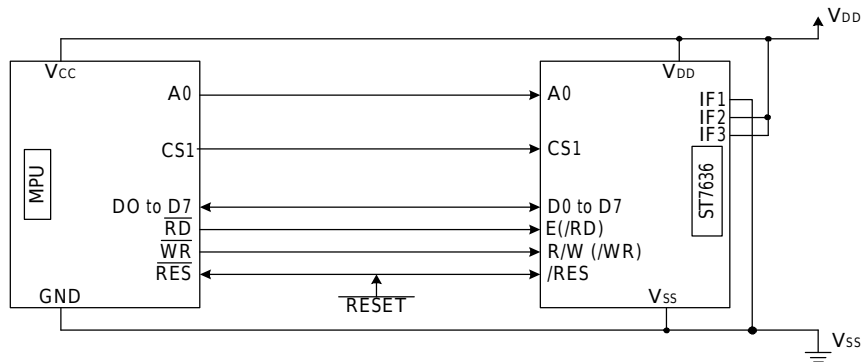 VDD
VCC
VDD
A0
A0
IF1
IF2
IF3
CS1
CS1
MPU
ST7636
DO to D7
D0 to D7
RD
E(/RD)
WR
R/W (/WR)
RES
/RES
GND
RESET
VSS
VSS